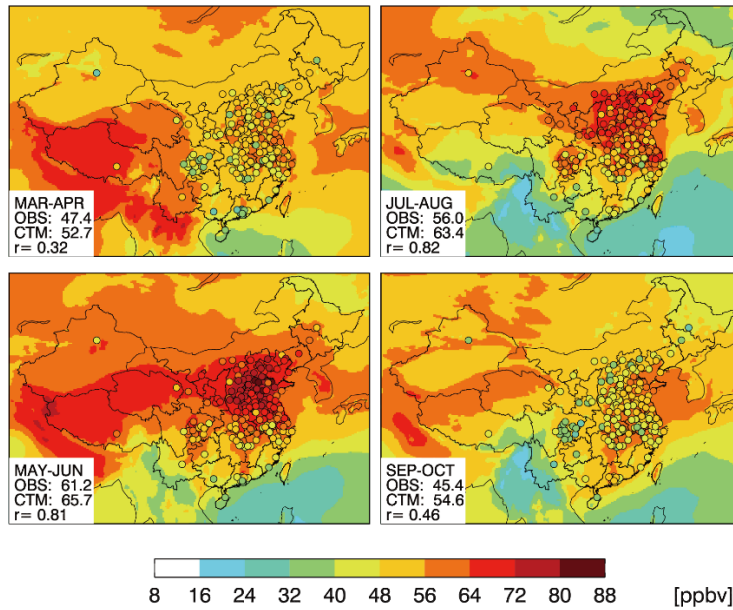 MAR-APR
OBS: 47.4
CTM: 52.7
r= 0.32
JUL-AUG
OBS: 56.0
CTM: 63.4
r= 0.82
MAY-JUN
OBS: 61.2
CTM: 65.7
r= 0.81
SEP-OCT
OBS: 45.4
CTM: 54.6
r= 0.46
8 16 24 32 40 48 56 64 72 80 88 [ppbv]